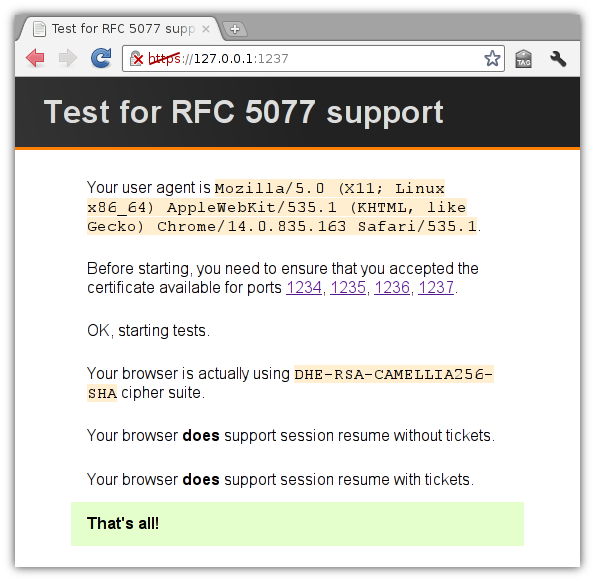 Test for RFC 5077 supp
https://127.0.0.1:1237
TAG
Test for RFC 5077 support
Your user agent is Mozilla/5.0 (X11; Linux
x86_64) AppleWebKit/535.1 (KHTML, like
Gecko) Chrome/14.0.835.163 Safari/535.1.
Before starting, you need to ensure that you accepted the
certificate available for ports 1234, 1235, 1236, 1237.
OK, starting tests.
Your browser is actually using DHE-RSA-CAMELLIA256-
SHA cipher suite.
Your browser does support session resume without tickets.
Your browser does support session resume with tickets.
That's all!